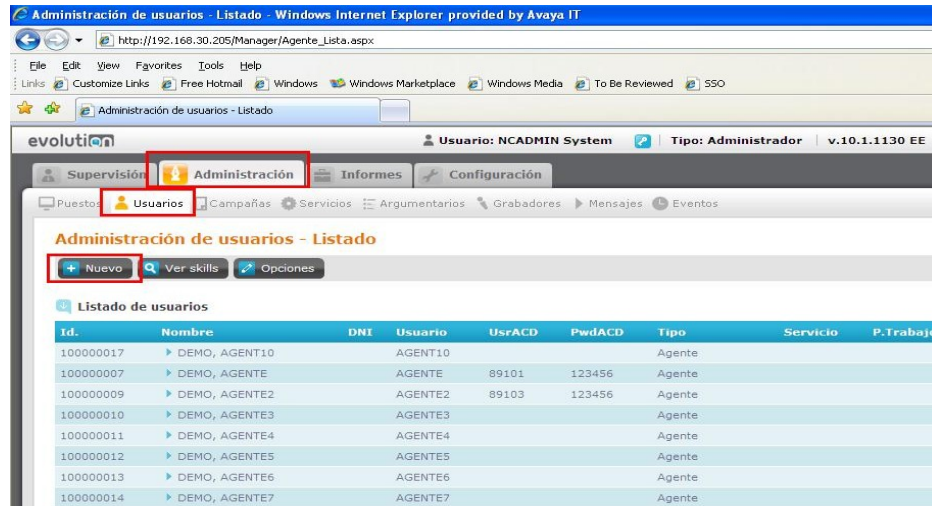 Administración de usuarios - Listado - Windows Internet Explorer provided by Avaya IT
http://192.168.30.205/Manager/Agente_Lista.aspx
File Edit View Favorites Tools Help
Links Customize Links Free Hotmail Windows Windows Marketplace Windows Media To Be Reviewed SSO
Administración de usuarios - Listado
evolution Usuario: NCADMIN System Tipo: Administrador v.10.1.1130 EE
Supervisión Administración Informes Configuración
Puestos Usuarios Campañas Servicios Argumentarios Grabadores Mensajes Eventos
Administración de usuarios - Listado
Nuevo Ver skills Opciones
Listado de usuarios
Id. Nombre DNI Usuario UsrACD PwdACD Tipo Servicio P.Trabajo
100000017 DEMO, AGENT10 AGENT10 Agente
100000007 DEMO, AGENTE AGENTE 89101 123456 Agente
100000009 DEMO, AGENTE2 AGENTE2 89103 123456 Agente
100000010 DEMO, AGENTE3 AGENTE3 Agente
100000011 DEMO, AGENTE4 AGENTE4 Agente
100000012 DEMO, AGENTE5 AGENTE5 Agente
100000013 DEMO, AGENTE6 AGENTE6 Agente
100000014 DEMO, AGENTE7 AGENTE7 Agente